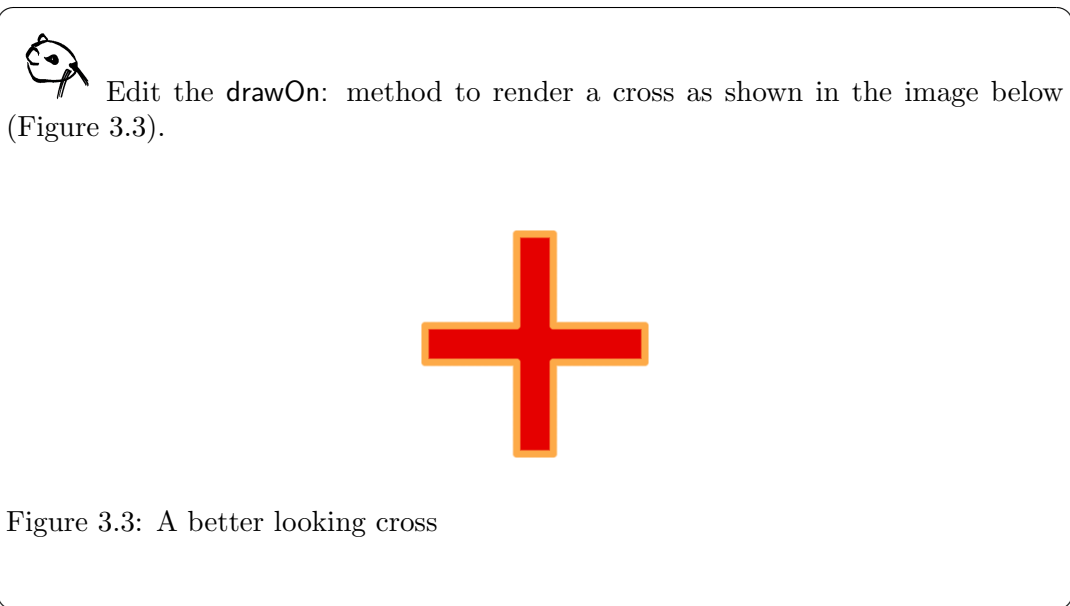 Edit the drawOn: method to render a cross as shown in the image below
(Figure 3.3).
Figure 3.3: A better looking cross